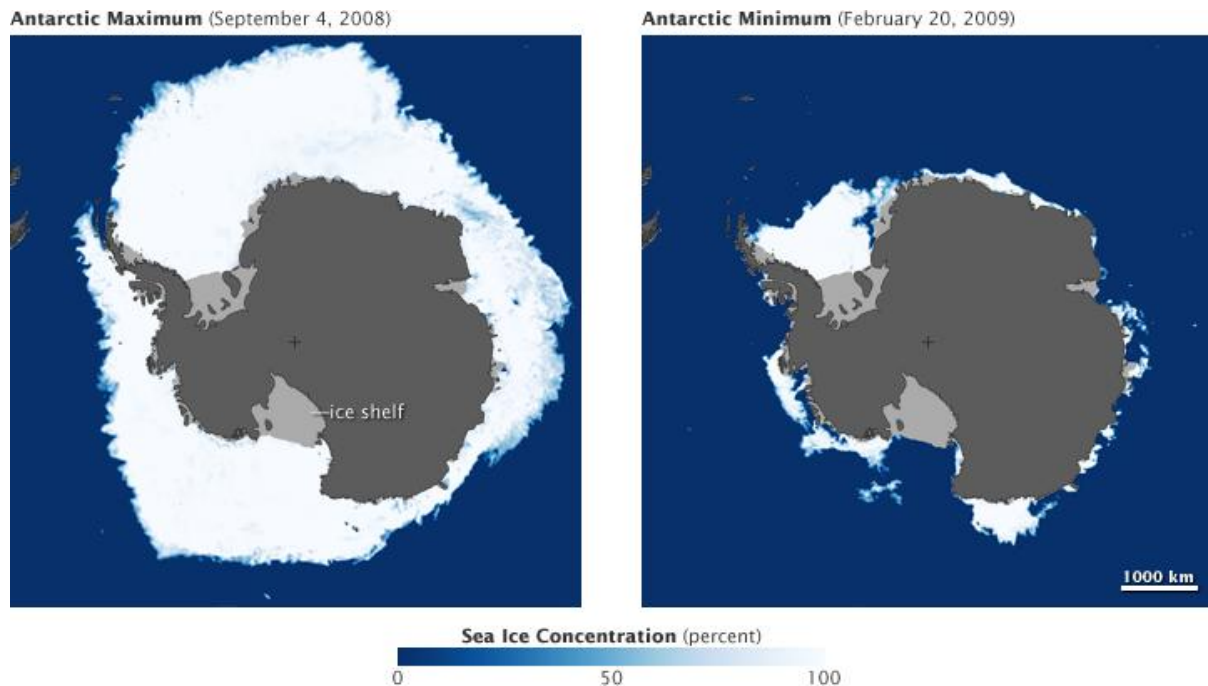 Antarctic Maximum (September 4, 2008)
Antarctic Minimum (February 20, 2009)
ice shelf
1000 km
Sea Ice Concentration (percent)
0 50 100